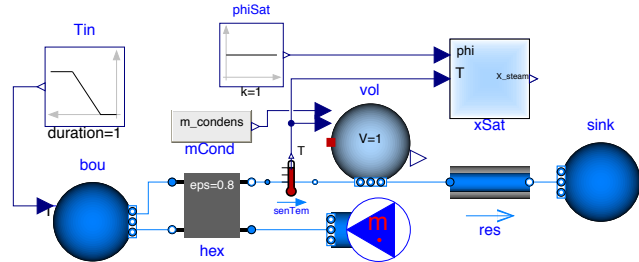 phiSat
Tin
k=1
phi
T
X_steam
xSat
vol
m_condens
mCond
duration=1
V=1
sink
T
bou
T
eps=0.8
senTem
hex
m
res